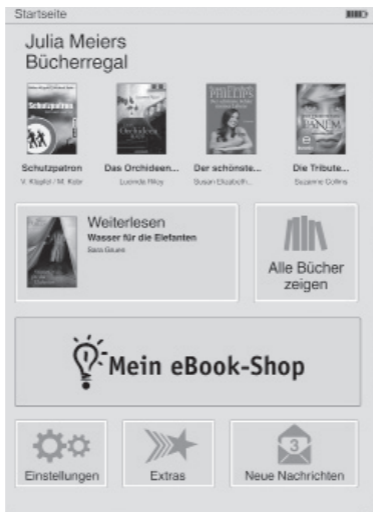 Startseite
Julia Meiers
Bücherregal
Schutzpatron
Das Orchideen...
Der schönste...
Die Tribute...
V. Klüpfel / M. Kobr
Lucinda Riley
Susan Elizabeth...
Suzanne Collins
Weiterlesen
Wasser für die Elefanten
Sara Gruen
Alle Bücher
zeigen
Mein eBook-Shop
Einstellungen
Extras
3
Neue Nachrichten